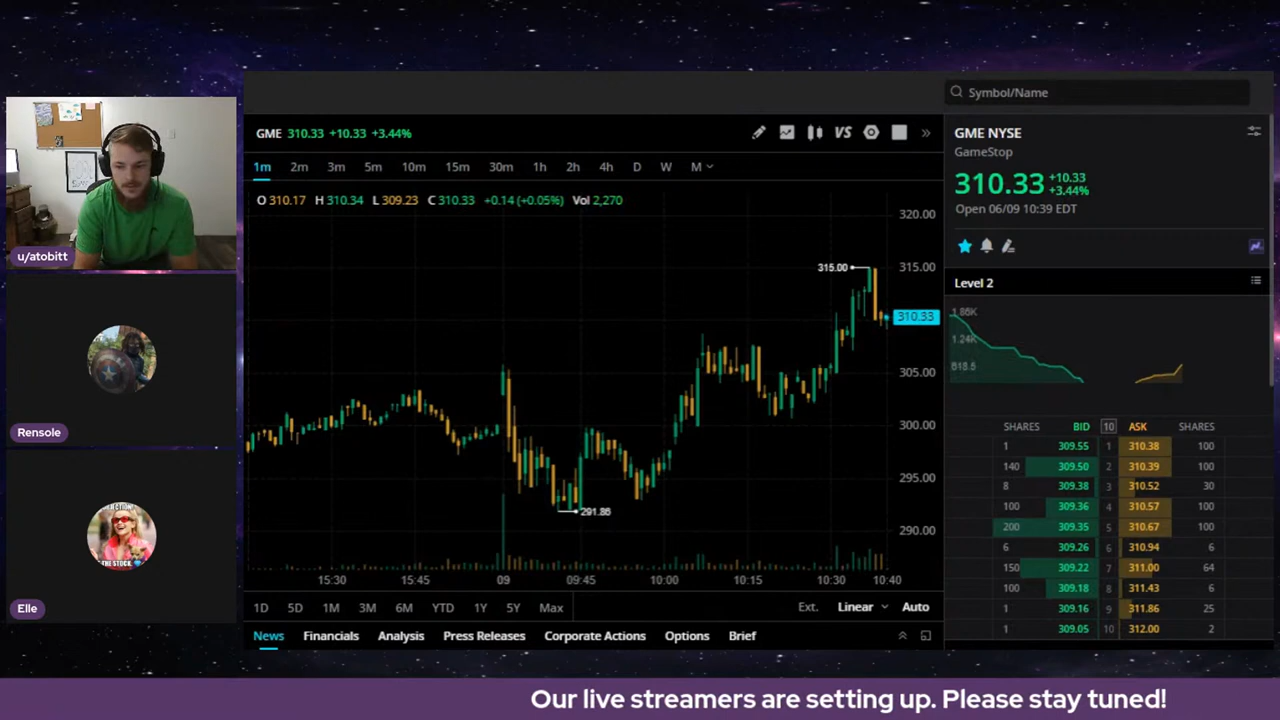 Symbol/Name
GME 310.33 +10.33 +3.44%
VS
GME NYSE
GameStop
310.33 +10.33 +3.44%
Open 06/09 10:39 EDT
1m 2m 3m 5m 10m 15m 30m 1h 2h 4h D W M
O 310.17 H 310.34 L 309.23 C 310.33 +0.14 (+0.05%) Vol 2,270
320.00
315.00
315.00
310.33
305.00
300.00
295.00
291.86
290.00
15:30 15:45 09 09:45 10:00 10:15 10:30 10:40
1D 5D 1M 3M 6M YTD 1Y 5Y Max Ext. Linear Auto
News Financials Analysis Press Releases Corporate Actions Options Brief
Level 2
1.86K
1.24K
618.5
SHARES BID 10 ASK SHARES
1 309.55 1 310.38 100
140 309.50 2 310.39 100
8 309.38 3 310.52 30
100 309.36 4 310.57 100
200 309.35 5 310.67 100
6 309.26 6 310.94 6
150 309.22 7 311.00 64
100 309.18 8 311.43 6
1 309.16 9 311.86 25
1 309.05 10 312.00 2
u/atobitt
Rensole
THE STOCK
Elle
Our live streamers are setting up. Please stay tuned!